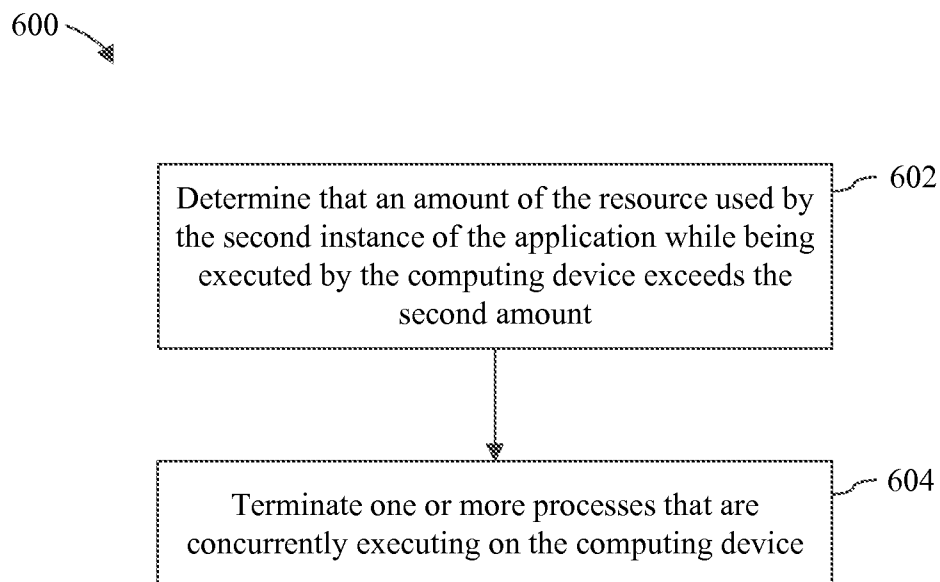 600
602
Determine that an amount of the resource used by
the second instance of the application while being
executed by the computing device exceeds the
second amount
604
Terminate one or more processes that are
concurrently executing on the computing device